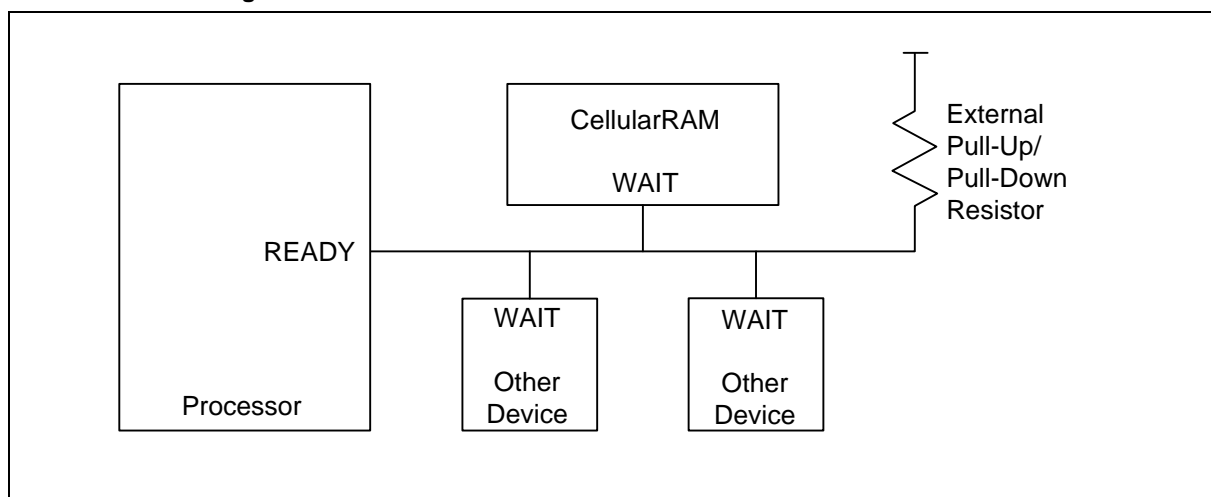 CellularRAM
WAIT
External
Pull-Up/
Pull-Down
Resistor
READY
WAIT
Other
Device
WAIT
Other
Device
Processor